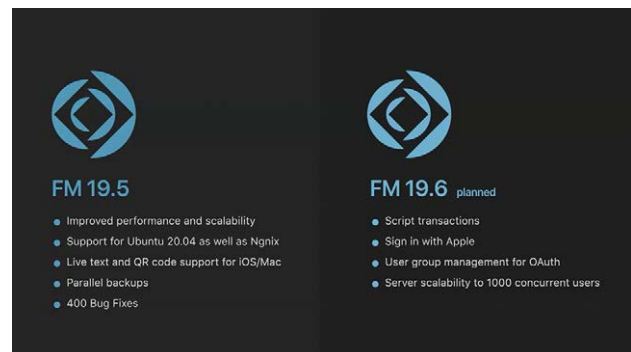 FM 19.5
Improved performance and scalability
Support for Ubuntu 20.04 as well as Ngnix
Live text and QR code support for iOS/Mac
Parallel backups
400 Bug Fixes
FM 19.6 planned
Script transactions
Sign in with Apple
User group management for OAuth
Server scalability to 1000 concurrent users